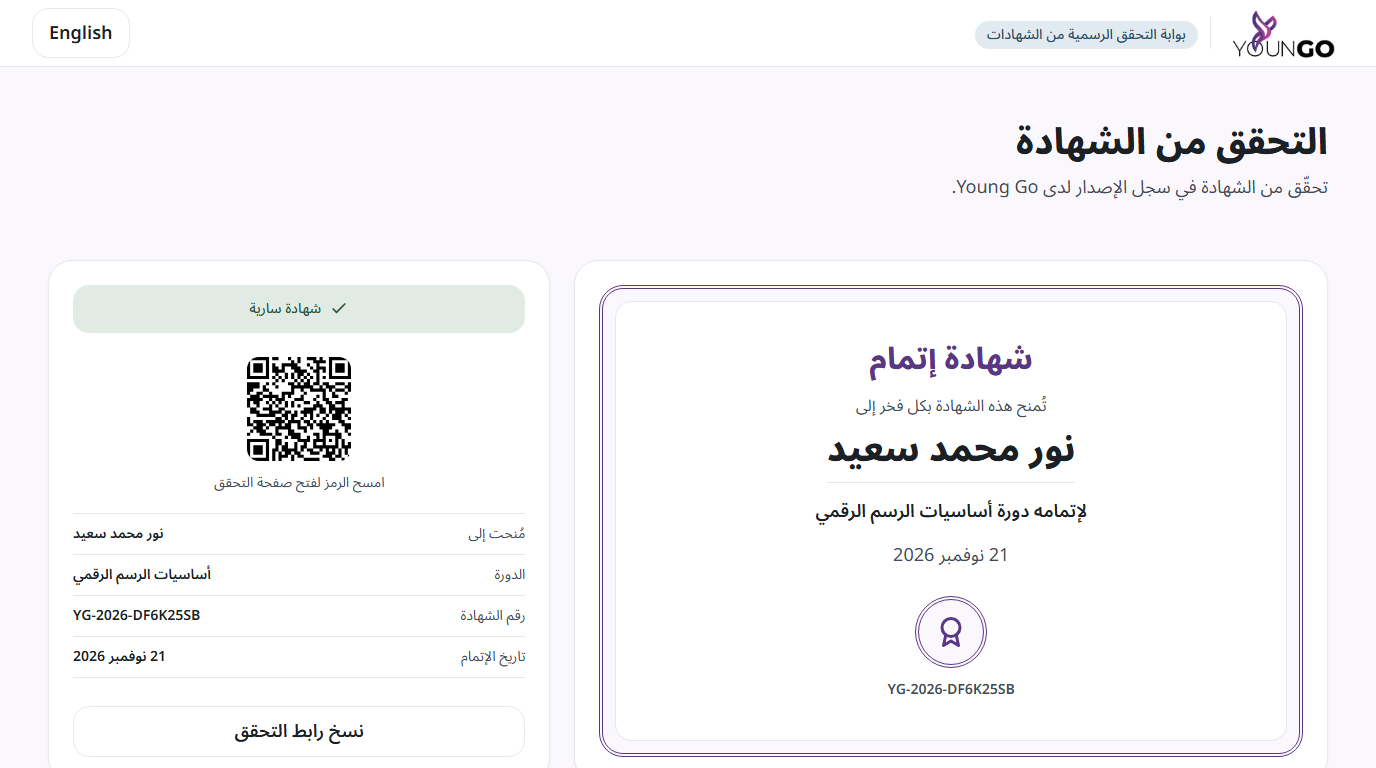 YOUNGO
بوابة التحقق الرسمية من الشهادات
English
التحقق من الشهادة
تحقّق من الشهادة في سجل الإصدار لدى Young Go.
شهادة إتمام
تُمنح هذه الشهادة بكل فخر إلى
نور محمد سعيد
لإتمامه دورة أساسيات الرسم الرقمي
21 نوفمبر 2026
YG-2026-DF6K25SB
شهادة سارية
امسح الرمز لفتح صفحة التحقق
مُنحت إلى نور محمد سعيد
الدورة أساسيات الرسم الرقمي
رقم الشهادة YG-2026-DF6K25SB
تاريخ الإتمام 21 نوفمبر 2026
نسخ رابط التحقق